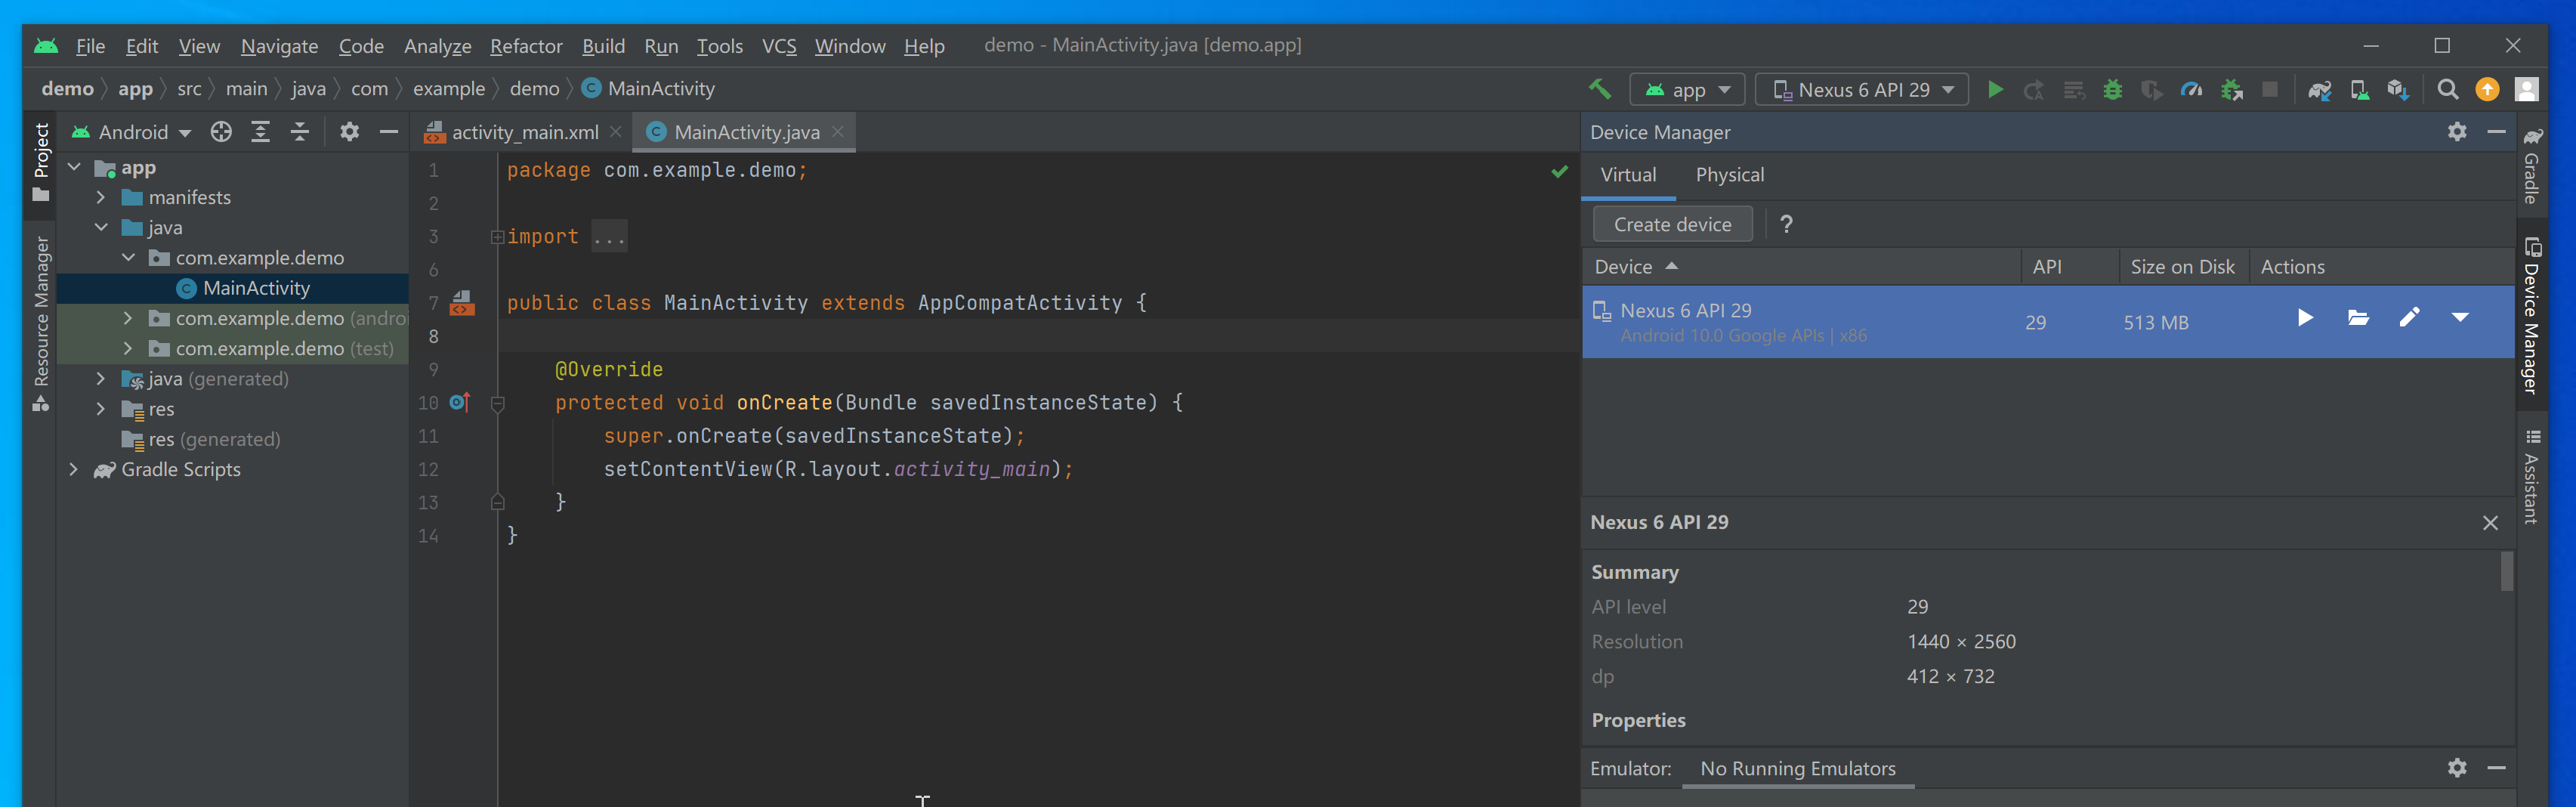 File Edit View Navigate Code Analyze Refactor Build Run Tools VCS Window Help demo - MainActivity.java [demo.app]
demo app src main java com example demo MainActivity
app Nexus 6 API 29
Project
Resource Manager
Android
app
manifests
java
com.example.demo
MainActivity
com.example.demo (androi
com.example.demo (test)
java (generated)
res
res (generated)
Gradle Scripts
activity_main.xml MainActivity.java
1 package com.example.demo;
2
3 import ...
6
7 public class MainActivity extends AppCompatActivity {
8
9 @Override
10 protected void onCreate(Bundle savedInstanceState) {
11 super.onCreate(savedInstanceState);
12 setContentView(R.layout.activity_main);
13 }
14 }
Device Manager
Virtual Physical
Create device ?
Device API Size on Disk Actions
Nexus 6 API 29
Android 10.0 Google APIs | x86
29 513 MB
Nexus 6 API 29
Summary
API level 29
Resolution 1440 × 2560
dp 412 × 732
Properties
Emulator: No Running Emulators
Gradle
Device Manager
Assistant